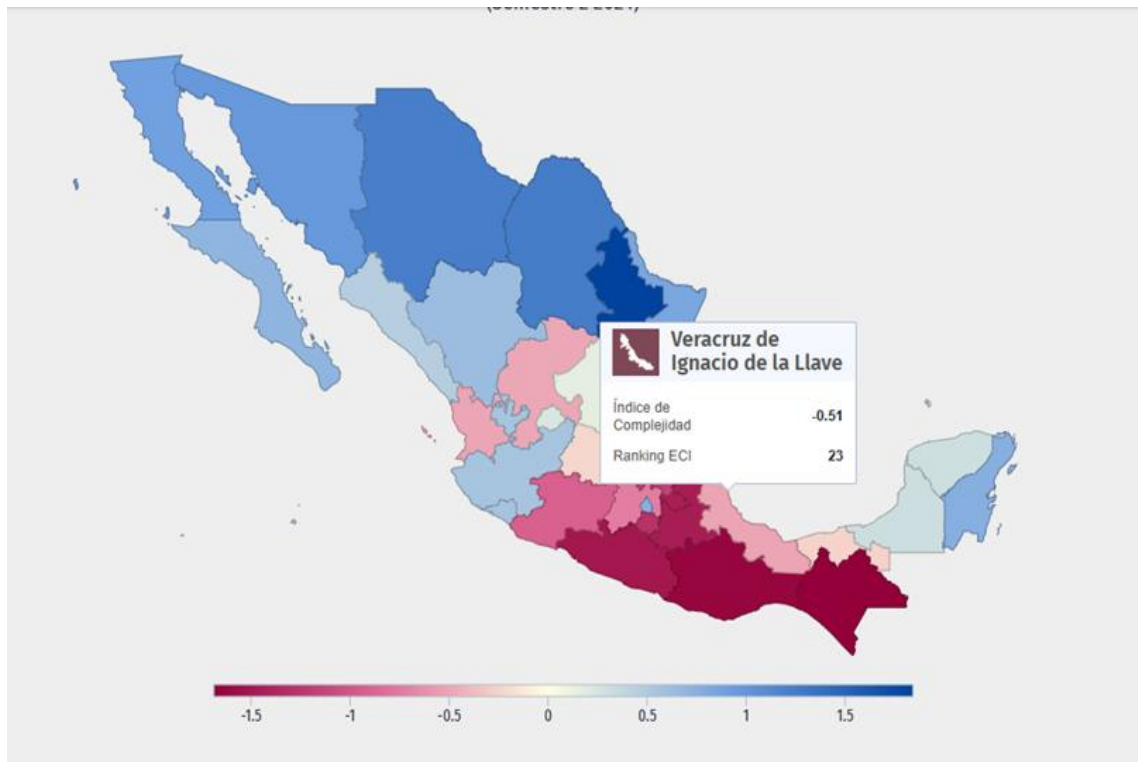 Veracruz de
Ignacio de la Llave
Índice de
Complejidad
-0.51
Ranking ECI
23
-1.5
-1
-0.5
0
0.5
1
1.5